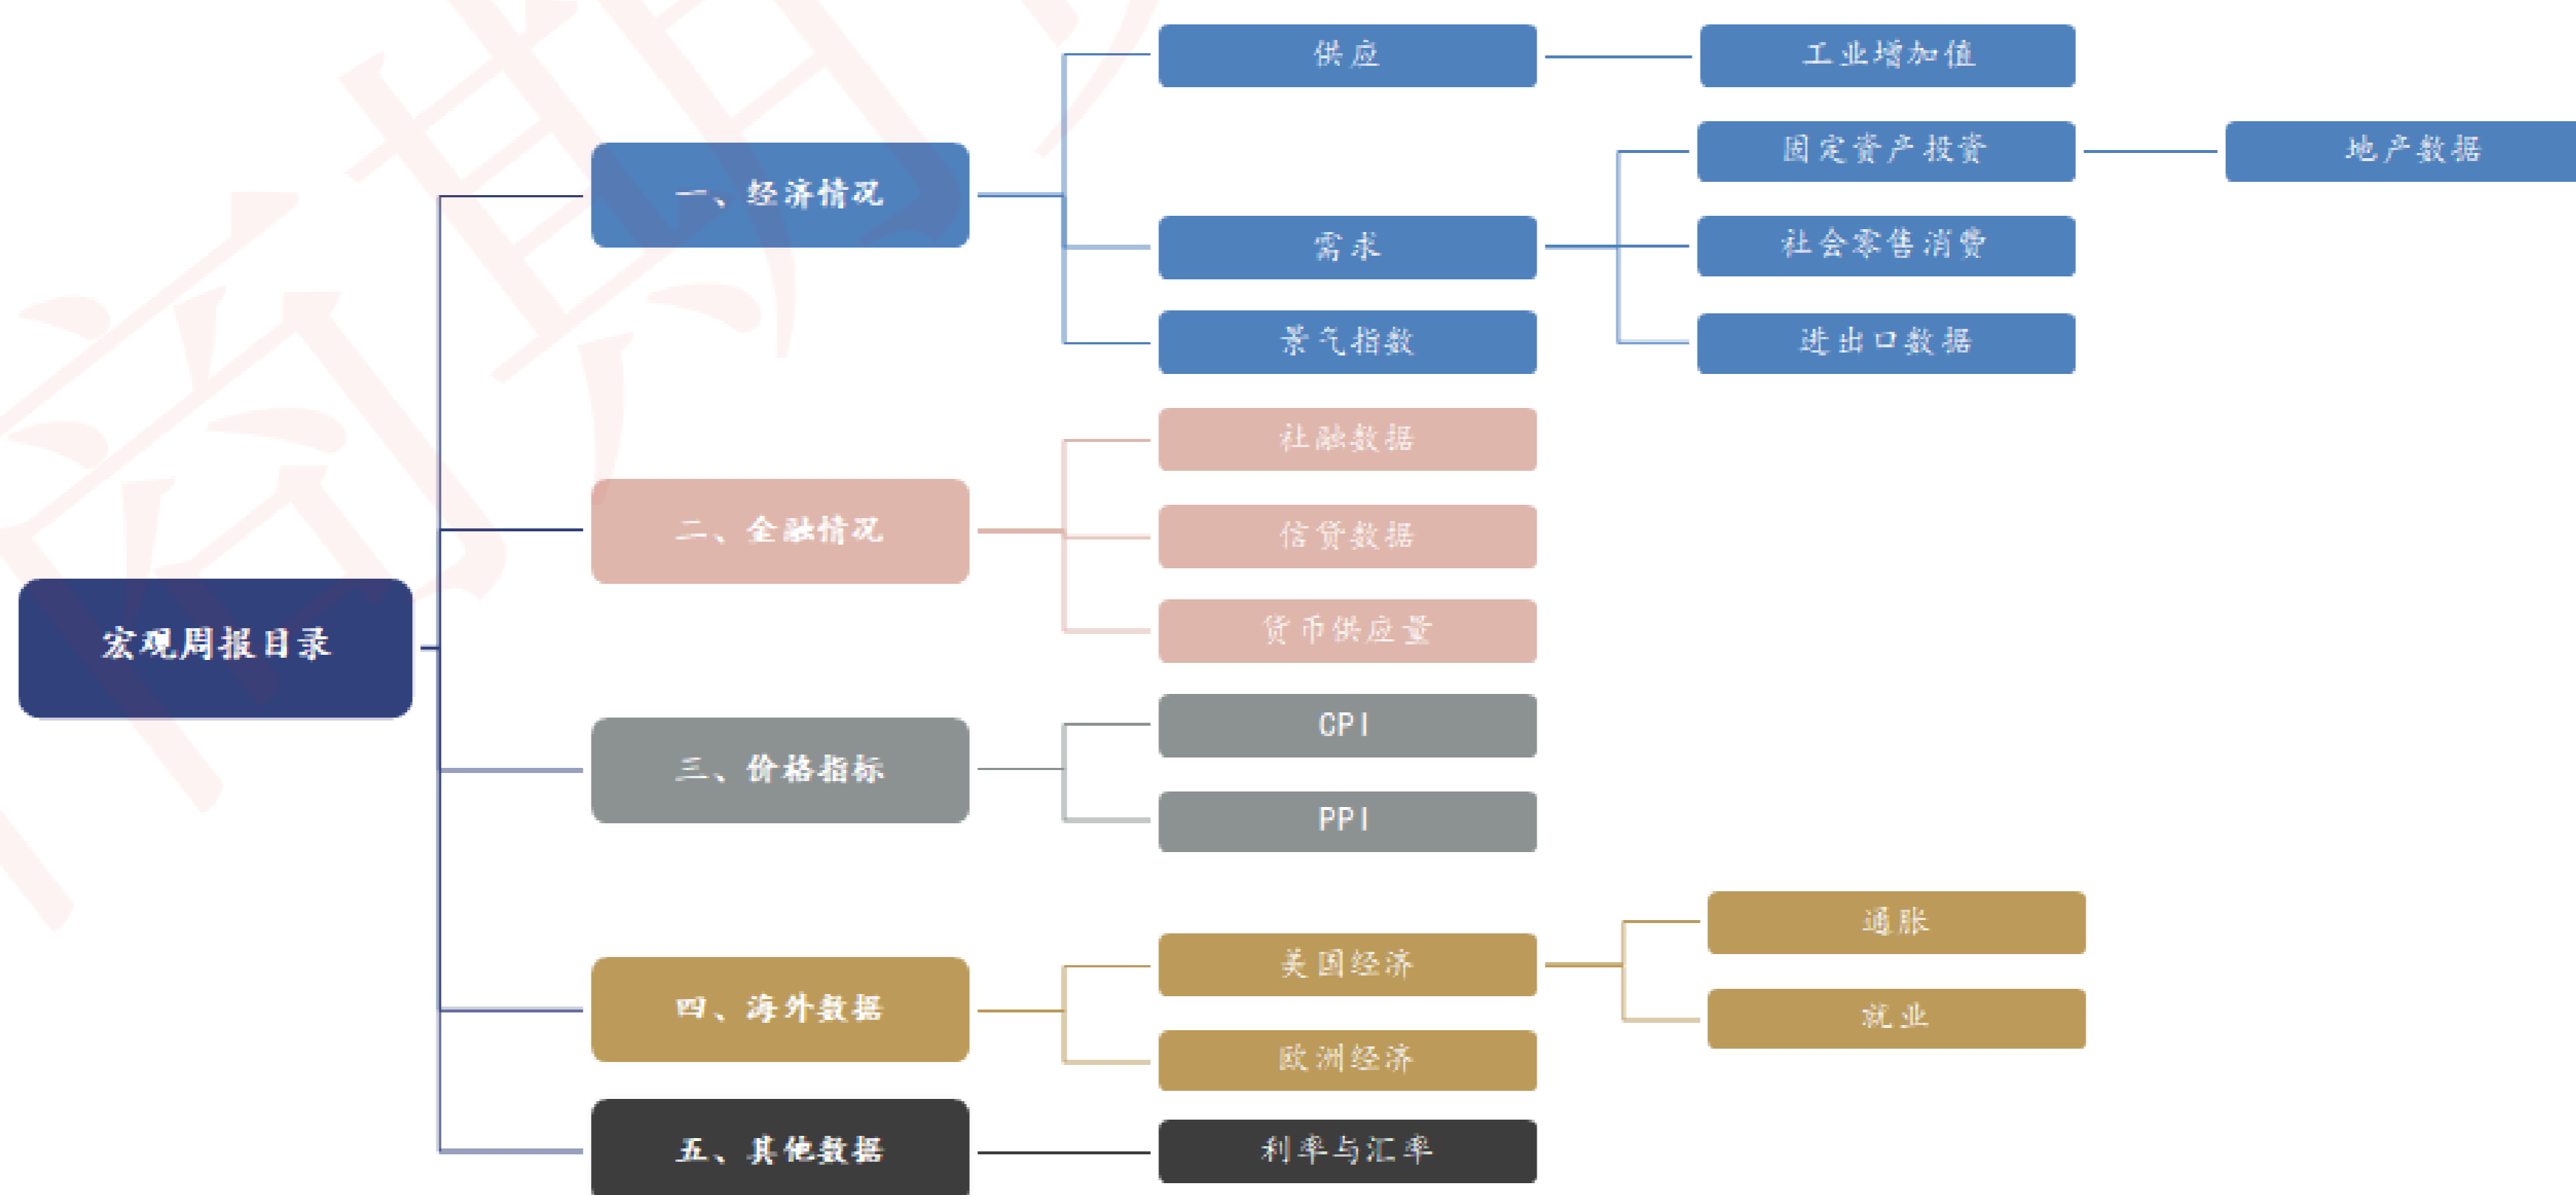 宏观周报目录
一、经济情况
供应
工业增加值
需求
固定资产投资
地产数据
社会零售消费
进出口数据
景气指数
二、金融情况
社融数据
信贷数据
货币供应量
三、价格指标
CPI
PPI
四、海外数据
美国经济
通胀
就业
欧洲经济
五、其他数据
利率与汇率